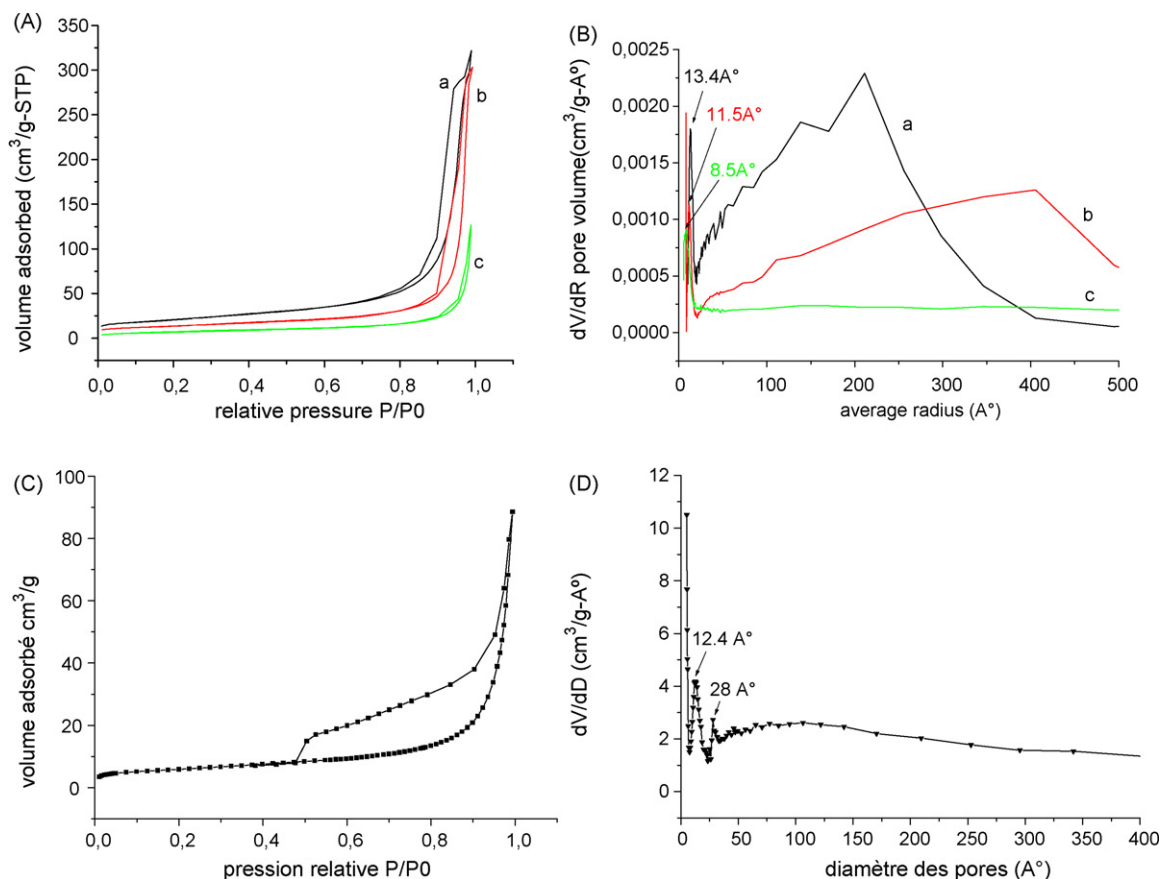 (A)
350
300
250
200
150
100
50
0
volume adsorbed (cm³/g-STP)
a
b
c
0,0 0,2 0,4 0,6 0,8 1,0
relative pressure P/P0
(B)
0,0025
0,0020
0,0015
0,0010
0,0005
0,0000
dV/dR pore volume(cm³/g-A°)
13.4A°
11.5A°
8.5A°
a
b
c
0 100 200 300 400 500
average radius (A°)
(C)
100
80
60
40
20
0
volume adsorbé cm³/g
0,0 0,2 0,4 0,6 0,8 1,0
pression relative P/P0
(D)
12
10
8
6
4
2
0
dV/dD (cm³/g-Aº)
12.4 A°
28 A°
0 50 100 150 200 250 300 350 400
diamètre des pores (A°)